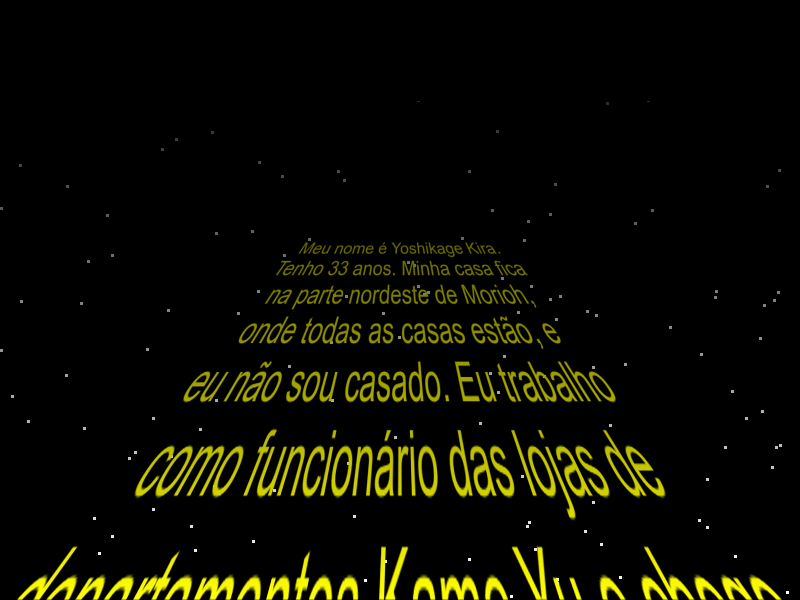 Meu nome é Yoshikage Kira.
Tenho 33 anos. Minha casa fica
na parte nordeste de Morioh,
onde todas as casas estão, e
eu não sou casado. Eu trabalho
como funcionário das lojas de
departamentos Kame Yu e chego